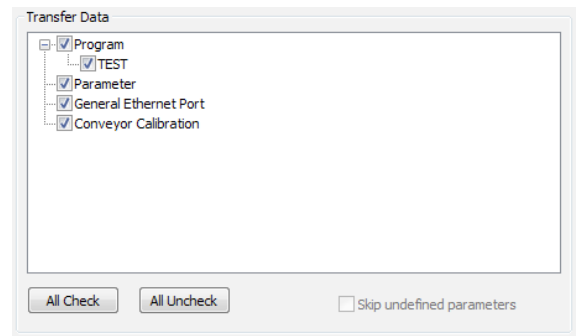 Transfer Data
Program
TEST
Parameter
General Ethernet Port
Conveyor Calibration
All Check All Uncheck Skip undefined parameters